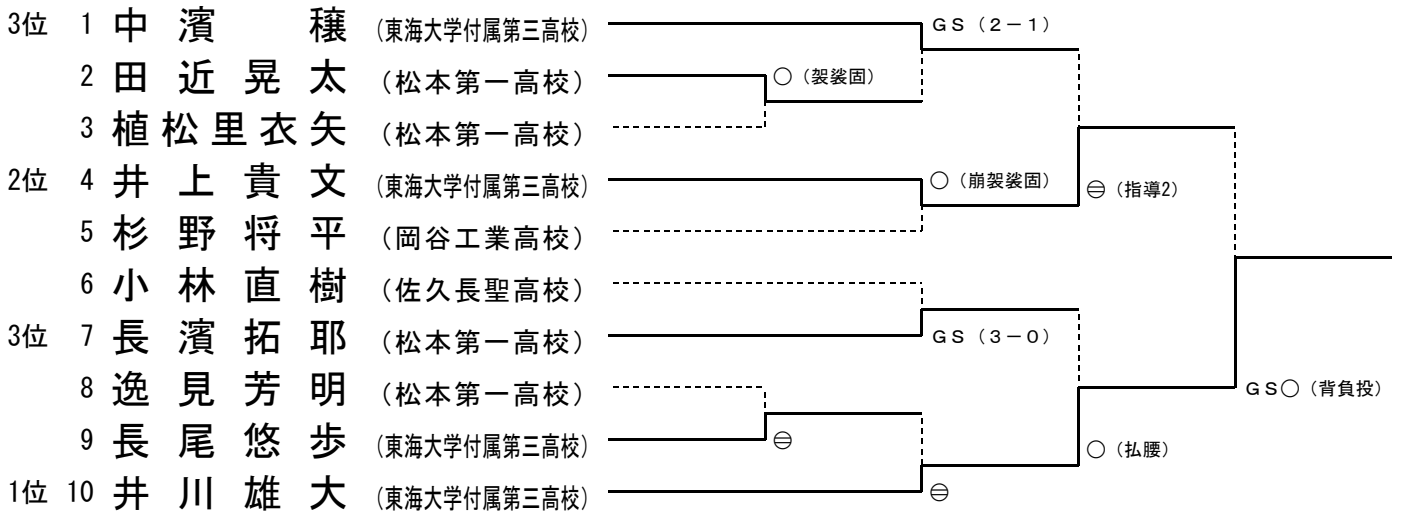 3位 1 中濱 穣 (東海大学付属第三高校) GS(2-1)
2 田近晃太 (松本第一高校) ○(袈裟固)
3 植松里衣矢 (松本第一高校)
2位 4 井上貴文 (東海大学付属第三高校) ○(崩袈裟固) ⊖(指導2)
5 杉野将平 (岡谷工業高校)
6 小林直樹 (佐久長聖高校)
3位 7 長濱拓耶 (松本第一高校) GS(3-0)
8 逸見芳明 (松本第一高校) GS○(背負投)
9 長尾悠歩 (東海大学付属第三高校) ⊖ ○(払腰)
1位 10 井川雄大 (東海大学付属第三高校) ⊖